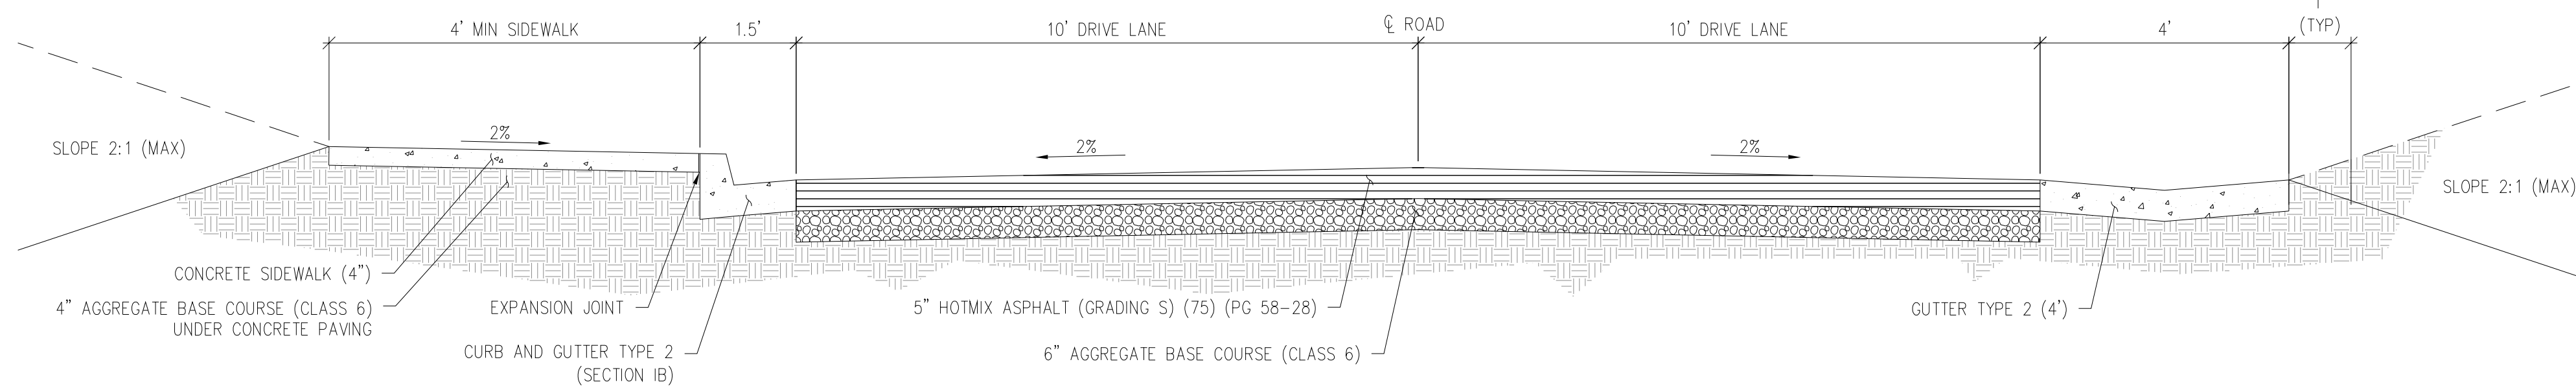 4' MIN SIDEWALK
1.5'
10' DRIVE LANE
℄ ROAD
10' DRIVE LANE
4'
(TYP)
SLOPE 2:1 (MAX)
2%
2%
2%
SLOPE 2:1 (MAX)
CONCRETE SIDEWALK (4")
4" AGGREGATE BASE COURSE (CLASS 6)
UNDER CONCRETE PAVING
EXPANSION JOINT
CURB AND GUTTER TYPE 2
(SECTION IB)
5" HOTMIX ASPHALT (GRADING S) (75) (PG 58-28)
6" AGGREGATE BASE COURSE (CLASS 6)
GUTTER TYPE 2 (4')